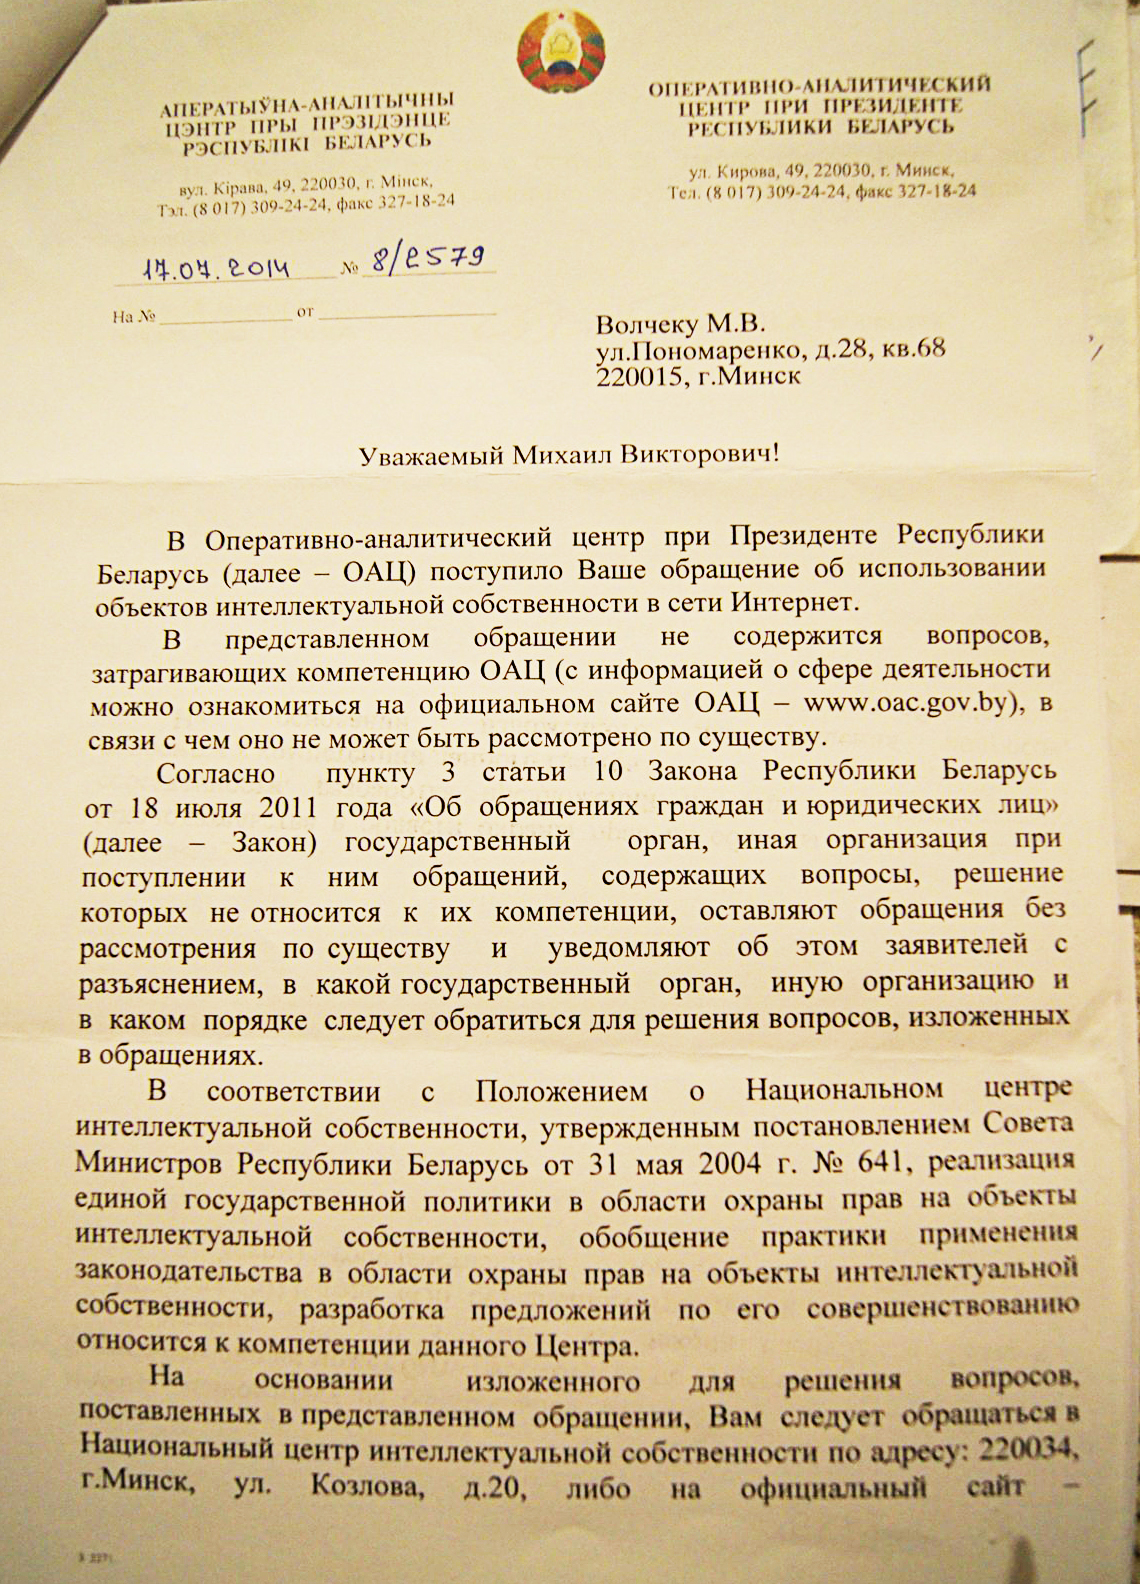 АПЕРАТЫЎНА-АНАЛІТЫЧНЫ
ЦЭНТР ПРЫ ПРЭЗІДЭНЦЕ
РЭСПУБЛІКІ БЕЛАРУСЬ
вул. Кірава, 49, 220030, г. Мінск,
Тэл. (8 017) 309-24-24, факс 327-18-24
ОПЕРАТИВНО-АНАЛИТИЧЕСКИЙ
ЦЕНТР ПРИ ПРЕЗИДЕНТЕ
РЕСПУБЛИКИ БЕЛАРУСЬ
ул. Кирова, 49, 220030, г. Минск,
Тел. (8 017) 309-24-24, факс 327-18-24
17.07.2014 № 8/2579
На № от
Волчеку М.В.
ул.Пономаренко, д.28, кв.68
220015, г.Минск
Уважаемый Михаил Викторович!
В Оперативно-аналитический центр при Президенте Республики
Беларусь (далее – ОАЦ) поступило Ваше обращение об использовании
объектов интеллектуальной собственности в сети Интернет.
В представленном обращении не содержится вопросов,
затрагивающих компетенцию ОАЦ (с информацией о сфере деятельности
можно ознакомиться на официальном сайте ОАЦ – www.oac.gov.by), в
связи с чем оно не может быть рассмотрено по существу.
Согласно пункту 3 статьи 10 Закона Республики Беларусь
от 18 июля 2011 года «Об обращениях граждан и юридических лиц»
(далее – Закон) государственный орган, иная организация при
поступлении к ним обращений, содержащих вопросы, решение
которых не относится к их компетенции, оставляют обращения без
рассмотрения по существу и уведомляют об этом заявителей с
разъяснением, в какой государственный орган, иную организацию и
в каком порядке следует обратиться для решения вопросов, изложенных
в обращениях.
В соответствии с Положением о Национальном центре
интеллектуальной собственности, утвержденным постановлением Совета
Министров Республики Беларусь от 31 мая 2004 г. № 641, реализация
единой государственной политики в области охраны прав на объекты
интеллектуальной собственности, обобщение практики применения
законодательства в области охраны прав на объекты интеллектуальной
собственности, разработка предложений по его совершенствованию
относится к компетенции данного Центра.
На основании изложенного для решения вопросов,
поставленных в представленном обращении, Вам следует обращаться в
Национальный центр интеллектуальной собственности по адресу: 220034,
г.Минск, ул. Козлова, д.20, либо на официальный сайт –